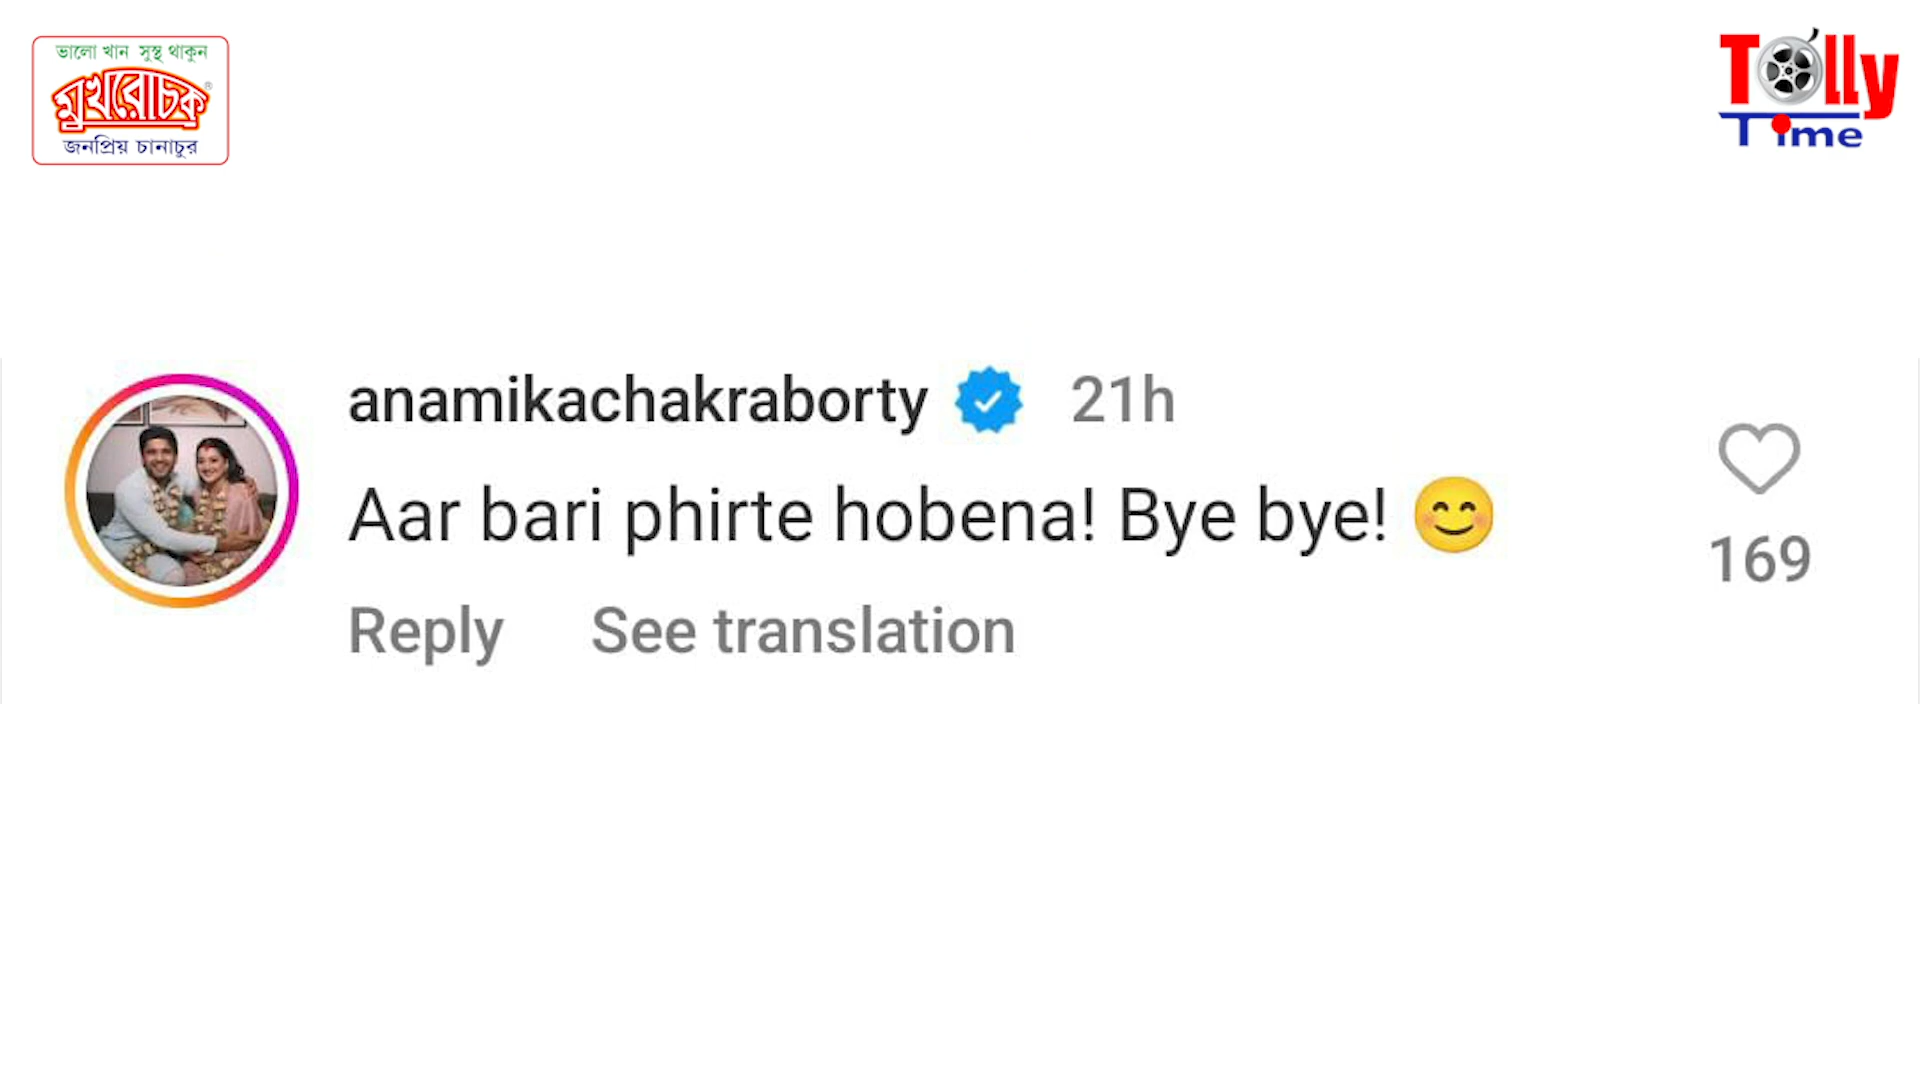 ভালো খান সুস্থ থাকুন
মুখরোচক®
জনপ্রিয় চানাচুর
Tolly
Time
anamikachakraborty 21h
Aar bari phirte hobena! Bye bye! 😊
169
Reply See translation